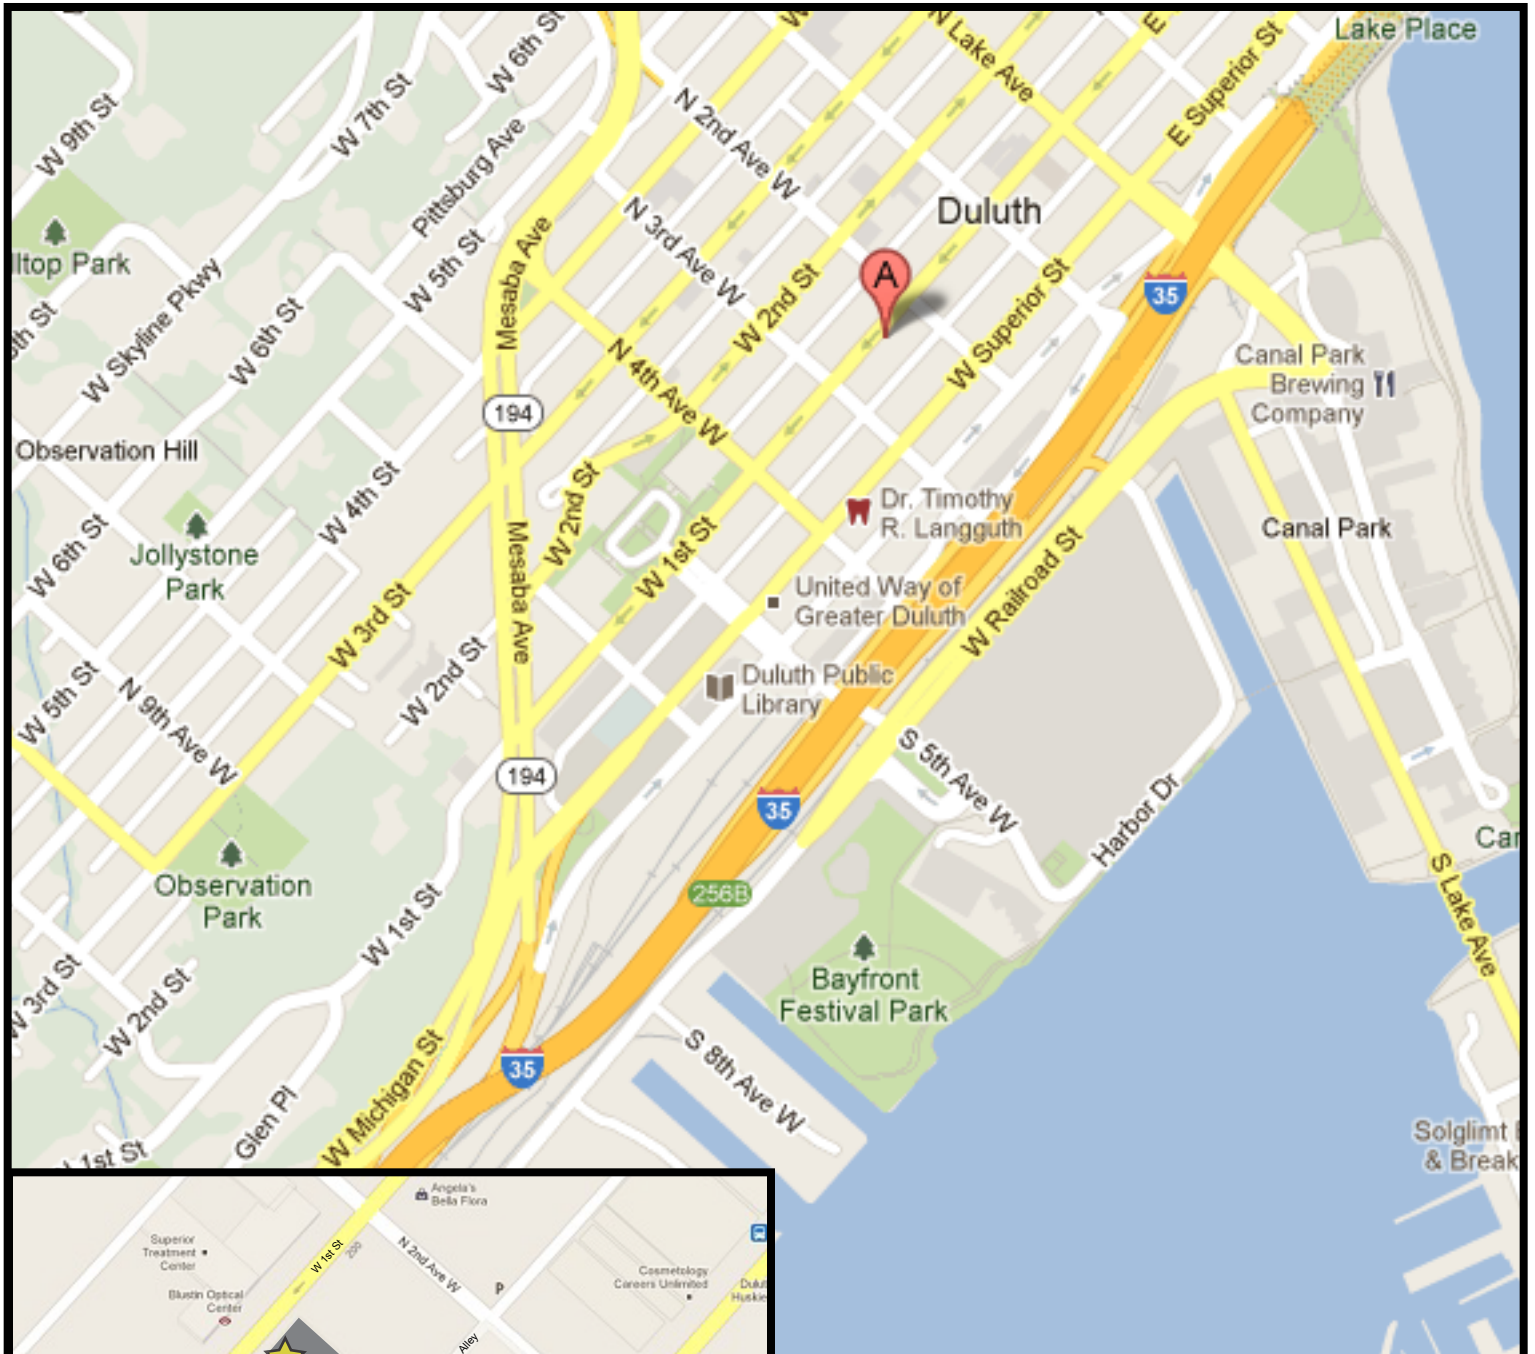 Lake Place
N Lake Ave
E Superior St
W 6th St
W 7th St
W 9th St
Pittsburg Ave
N 2nd Ave W
Duluth
N 3rd Ave W
W 5th St
Mesaba Ave
ltop Park
W Skyline Pkwy
W 6th St
W 2nd St
A
W Superior St
35
N 4th Ave W
Canal Park
Brewing
Company
194
Observation Hill
W 4th St
W 2nd St
Dr. Timothy
R. Langguth
Canal Park
Jollystone
Park
W 6th St
Mesaba Ave
W 1st St
United Way of
Greater Duluth
W Railroad St
W 3rd St
W 2nd St
Duluth Public
Library
W 5th St
N 9th Ave W
S 5th Ave W
194
35
Harbor Dr
256B
Observation
Park
W 1st St
S Lake Ave
Bayfront
Festival Park
W 3rd St
W 2nd St
35
S 8th Ave W
W Michigan St
Glen Pl
1st St
Solglimt
& Break
Angela's
Bella Flora
Superior
Treatment
Center
W 1st St
200
N 2nd Ave W
Cosmetology
Careers Unlimited
P
Blustin Optical
Center
Dulut
Huskie
Alley